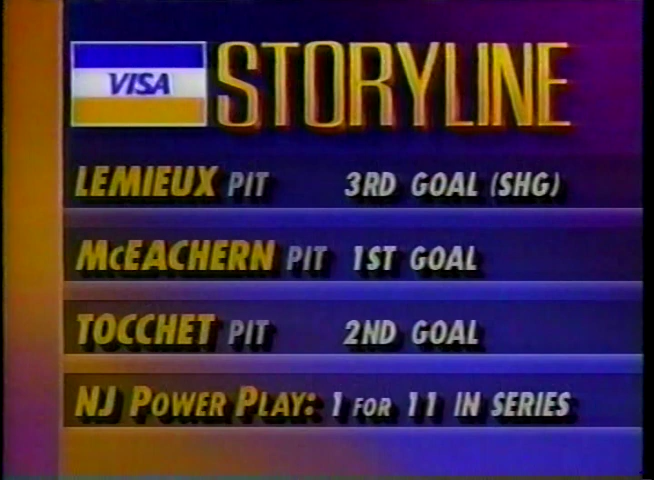 VISA STORYLINE
LEMIEUX PIT 3RD GOAL (SHG)
McEACHERN PIT 1ST GOAL
TOCCHET PIT 2ND GOAL
NJ POWER PLAY: 1 FOR 11 IN SERIES